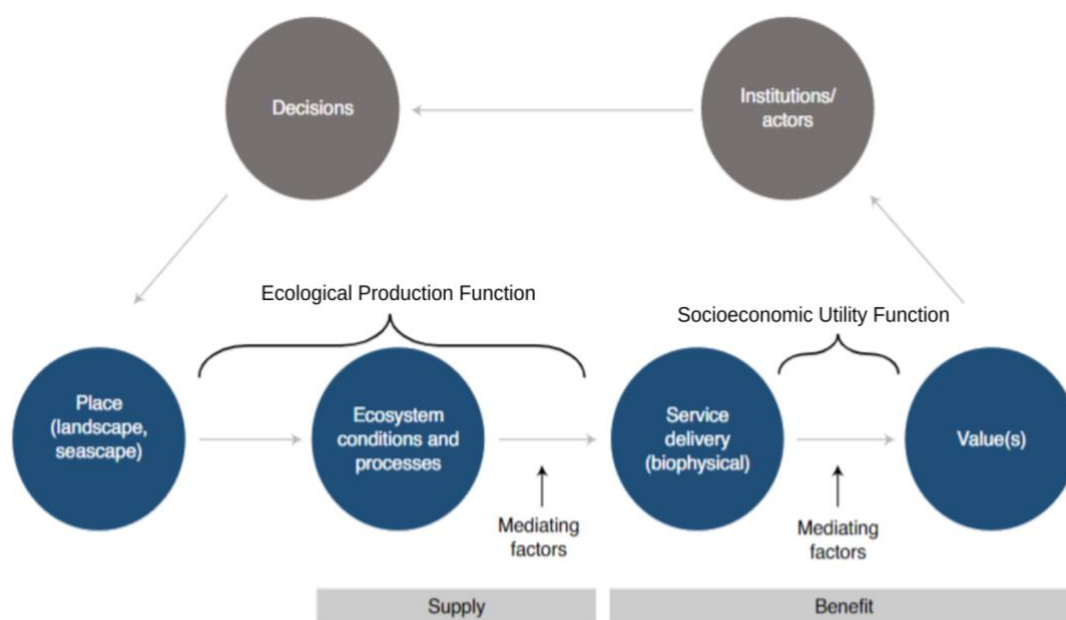 Decisions
Institutions/
actors
Ecological Production Function
Socioeconomic Utility Function
Place
(landscape,
seascape)
Ecosystem
conditions and
processes
Service
delivery
(biophysical)
Value(s)
Mediating
factors
Mediating
factors
Supply
Benefit